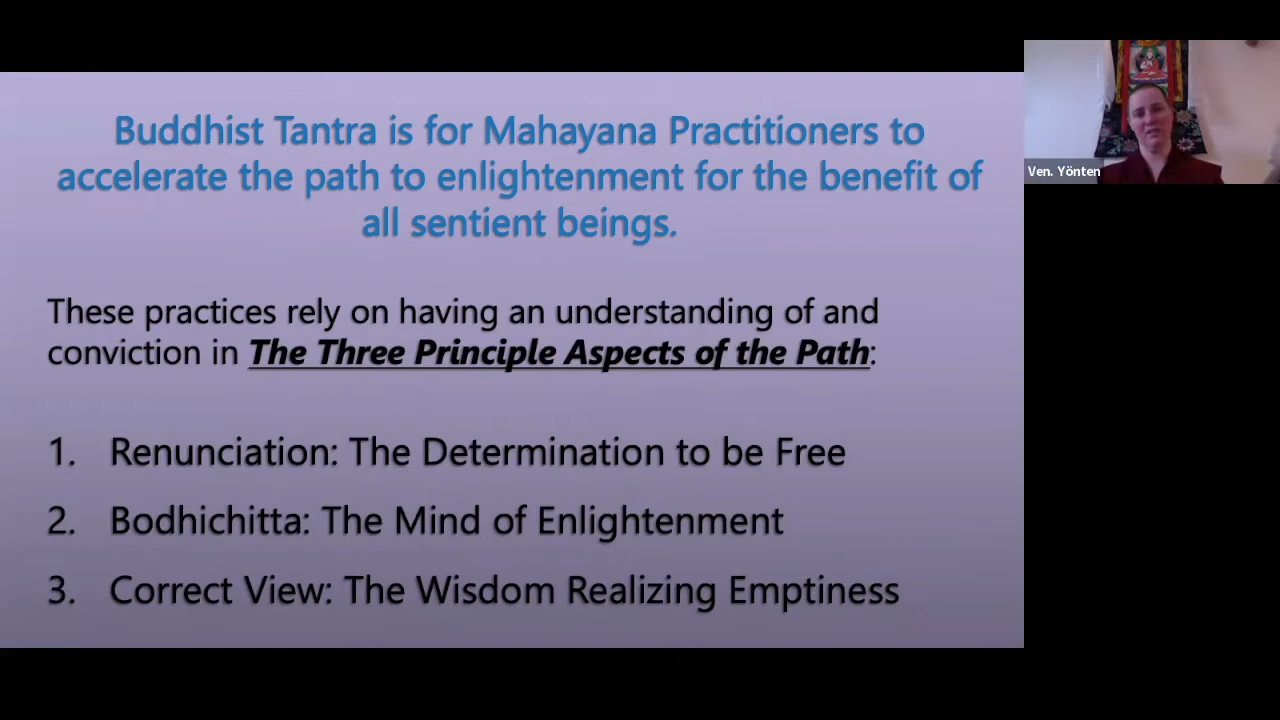 Buddhist Tantra is for Mahayana Practitioners to
accelerate the path to enlightenment for the benefit of
all sentient beings.
These practices rely on having an understanding of and
conviction in The Three Principle Aspects of the Path:
1. Renunciation: The Determination to be Free
2. Bodhichitta: The Mind of Enlightenment
3. Correct View: The Wisdom Realizing Emptiness
Ven. Yönten